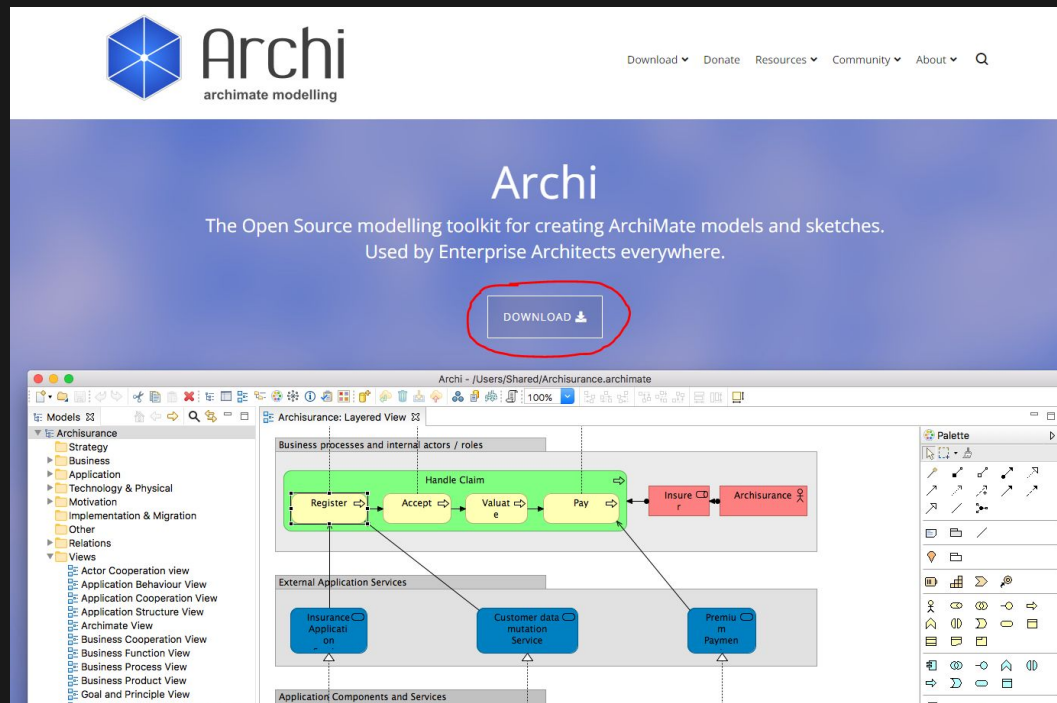 Archi
archimate modelling
Download Donate Resources Community About
Archi
The Open Source modelling toolkit for creating ArchiMate models and sketches.
Used by Enterprise Architects everywhere.
DOWNLOAD
Archi - /Users/Shared/Archisurance.archimate
100%
Models
Archisurance: Layered View
Palette
Archisurance
Strategy
Business
Application
Technology & Physical
Motivation
Implementation & Migration
Other
Relations
Views
Actor Cooperation view
Application Behaviour View
Application Cooperation View
Application Structure View
Archimate View
Business Cooperation View
Business Function View
Business Process View
Business Product View
Goal and Principle View
Business processes and internal actors / roles
Handle Claim
Register
Accept
Valuat
e
Pay
Insure
r
Archisurance
External Application Services
Insurance
Applicati
on
Customer data
mutation
Service
Premiu
m
Paymen
Application Components and Services